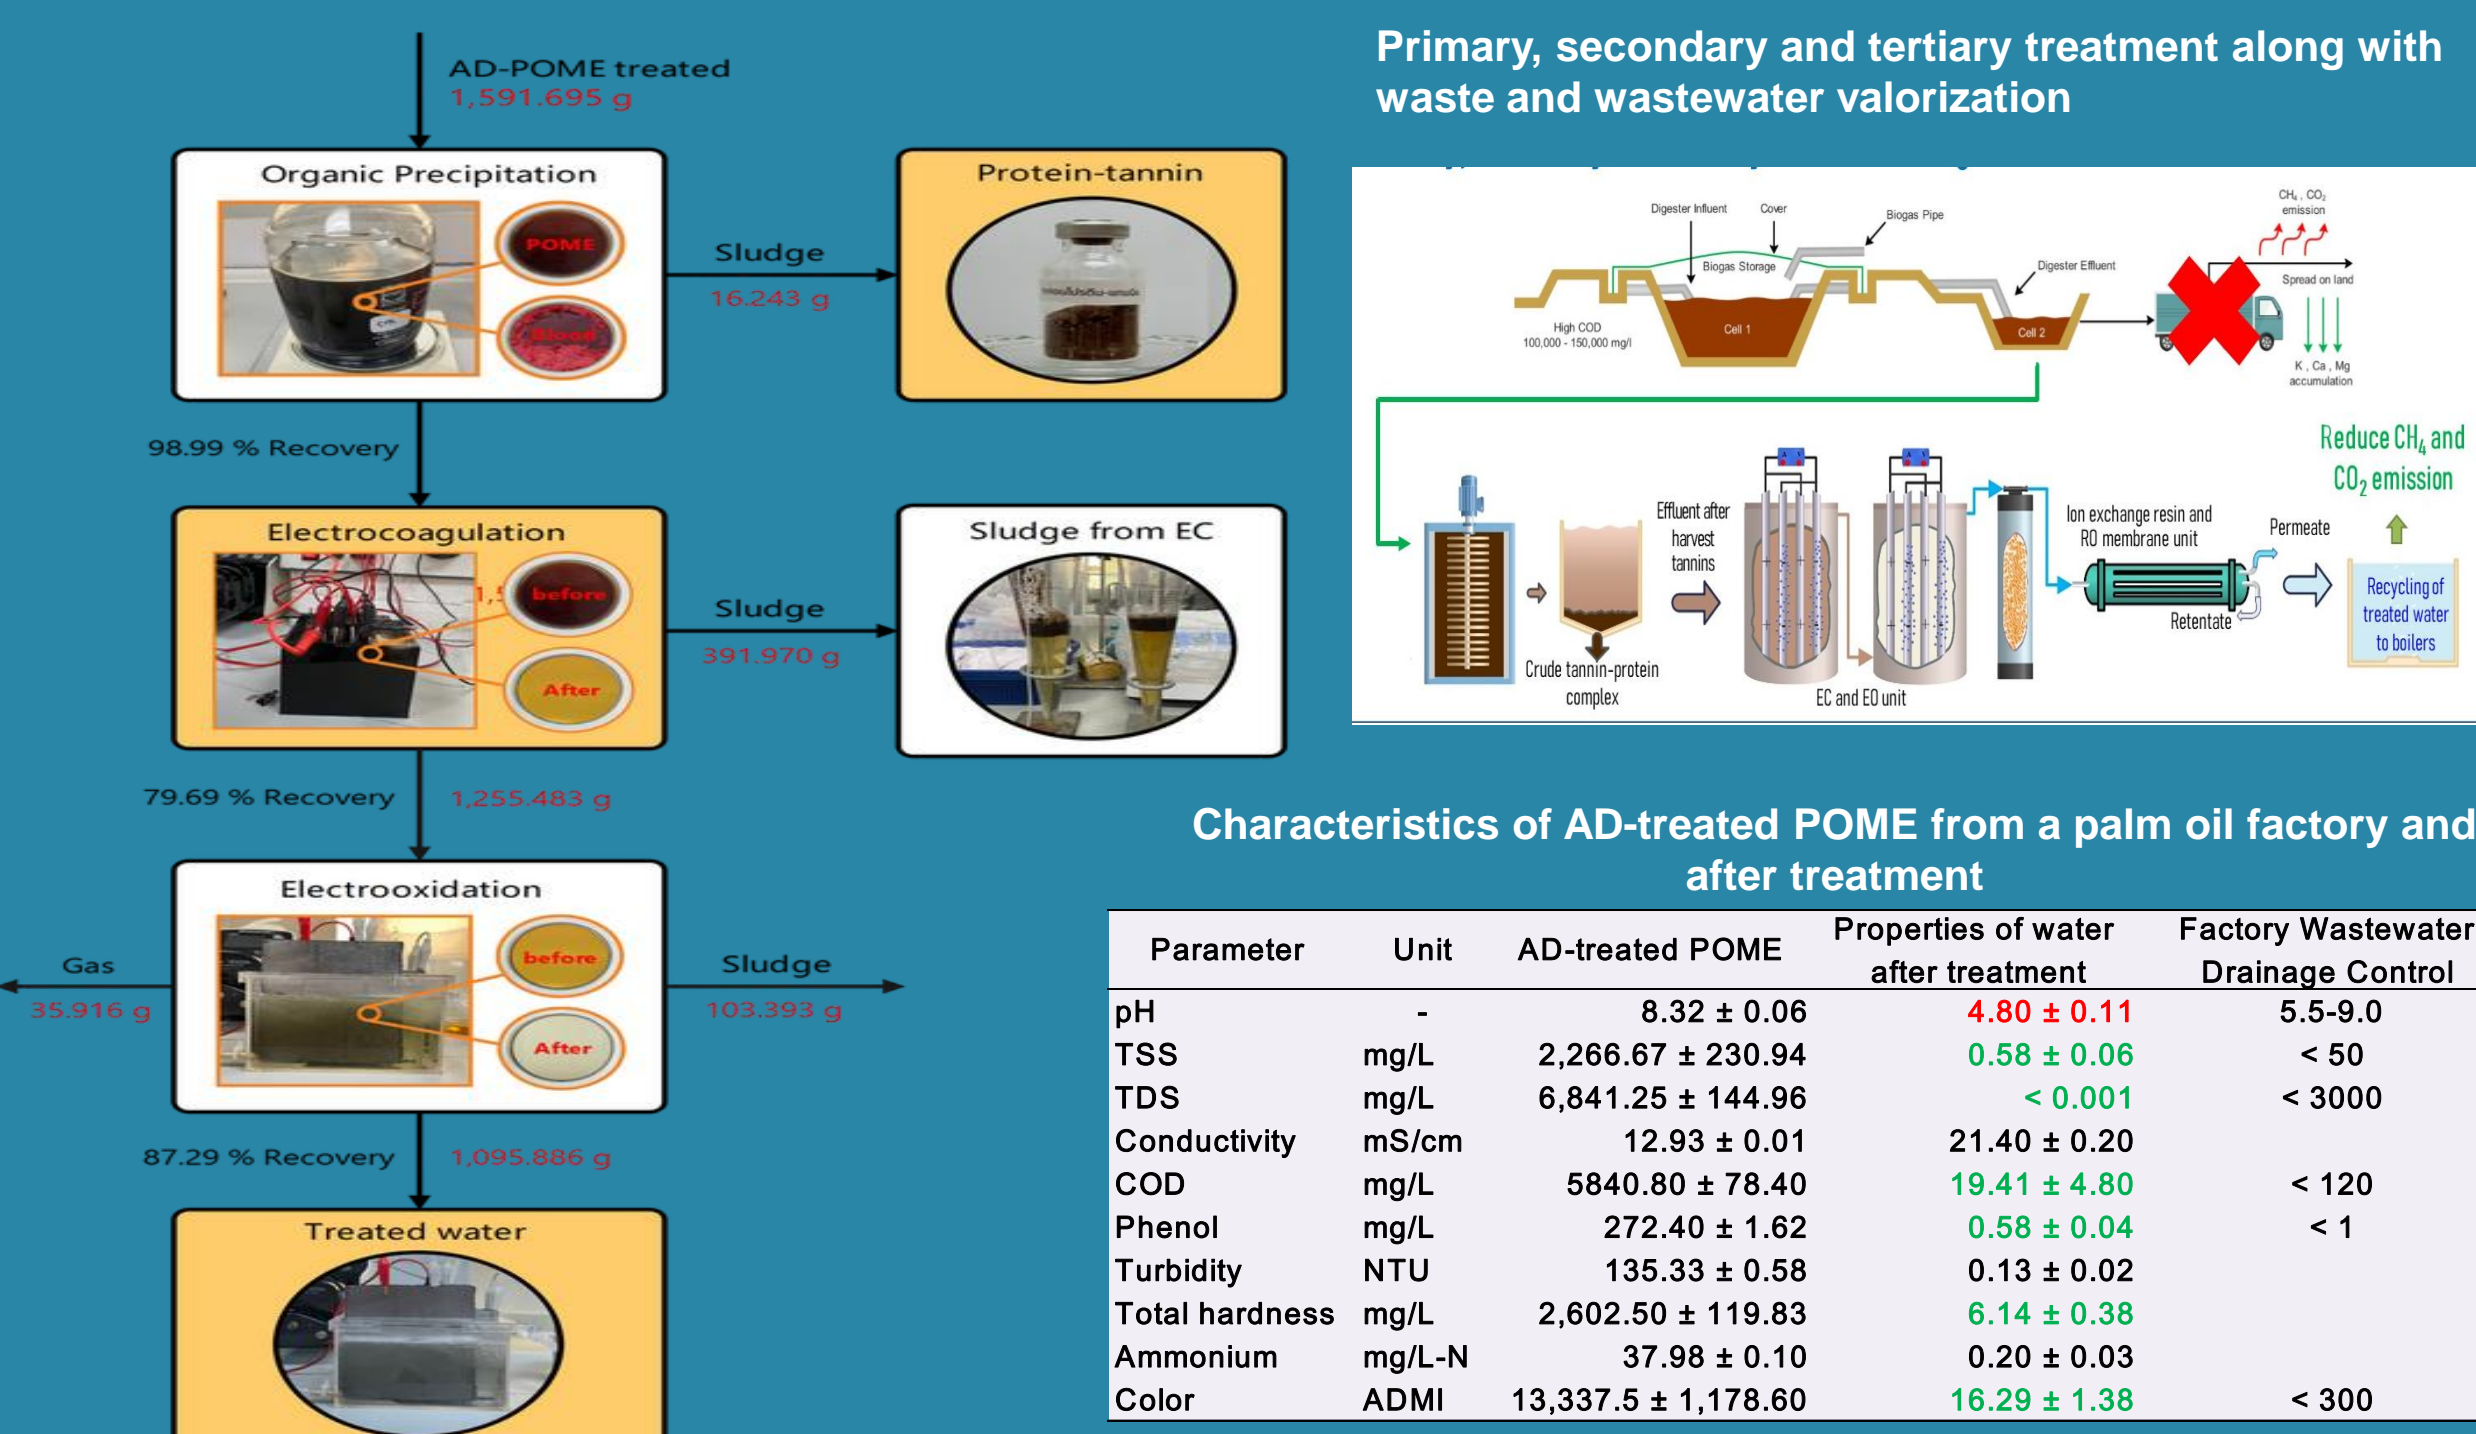 AD-POME treated
1,591.695 g
Organic Precipitation
POME
Blood
Sludge
16.243 g
Protein-tannin
98.99 % Recovery
Electrocoagulation
before
After
Sludge
391.970 g
Sludge from EC
79.69 % Recovery
1,255.483 g
Electrooxidation
before
After
Gas
35.916 g
Sludge
103.393 g
87.29 % Recovery
1,095.886 g
Treated water
Primary, secondary and tertiary treatment along with
waste and wastewater valorization
Digester Influent
Cover
Biogas Pipe
Biogas Storage
Digester Effluent
CH₄ , CO₂
emission
Spread on land
High COD
100,000 - 150,000 mg/l
Cell 1
Cell 2
K , Ca , Mg
accumulation
Reduce CH₄ and
CO₂ emission
Effluent after
harvest
tannins
Ion exchange resin and
RO membrane unit
Permeate
Retentate
Recycling of
treated water
to boilers
Crude tannin-protein
complex
EC and EO unit
Characteristics of AD-treated POME from a palm oil factory and
after treatment
Parameter Unit AD-treated POME Properties of water after treatment Factory Wastewater Drainage Control
pH - 8.32 ± 0.06 4.80 ± 0.11 5.5-9.0
TSS mg/L 2,266.67 ± 230.94 0.58 ± 0.06 < 50
TDS mg/L 6,841.25 ± 144.96 < 0.001 < 3000
Conductivity mS/cm 12.93 ± 0.01 21.40 ± 0.20
COD mg/L 5840.80 ± 78.40 19.41 ± 4.80 < 120
Phenol mg/L 272.40 ± 1.62 0.58 ± 0.04 < 1
Turbidity NTU 135.33 ± 0.58 0.13 ± 0.02
Total hardness mg/L 2,602.50 ± 119.83 6.14 ± 0.38
Ammonium mg/L-N 37.98 ± 0.10 0.20 ± 0.03
Color ADMI 13,337.5 ± 1,178.60 16.29 ± 1.38 < 300